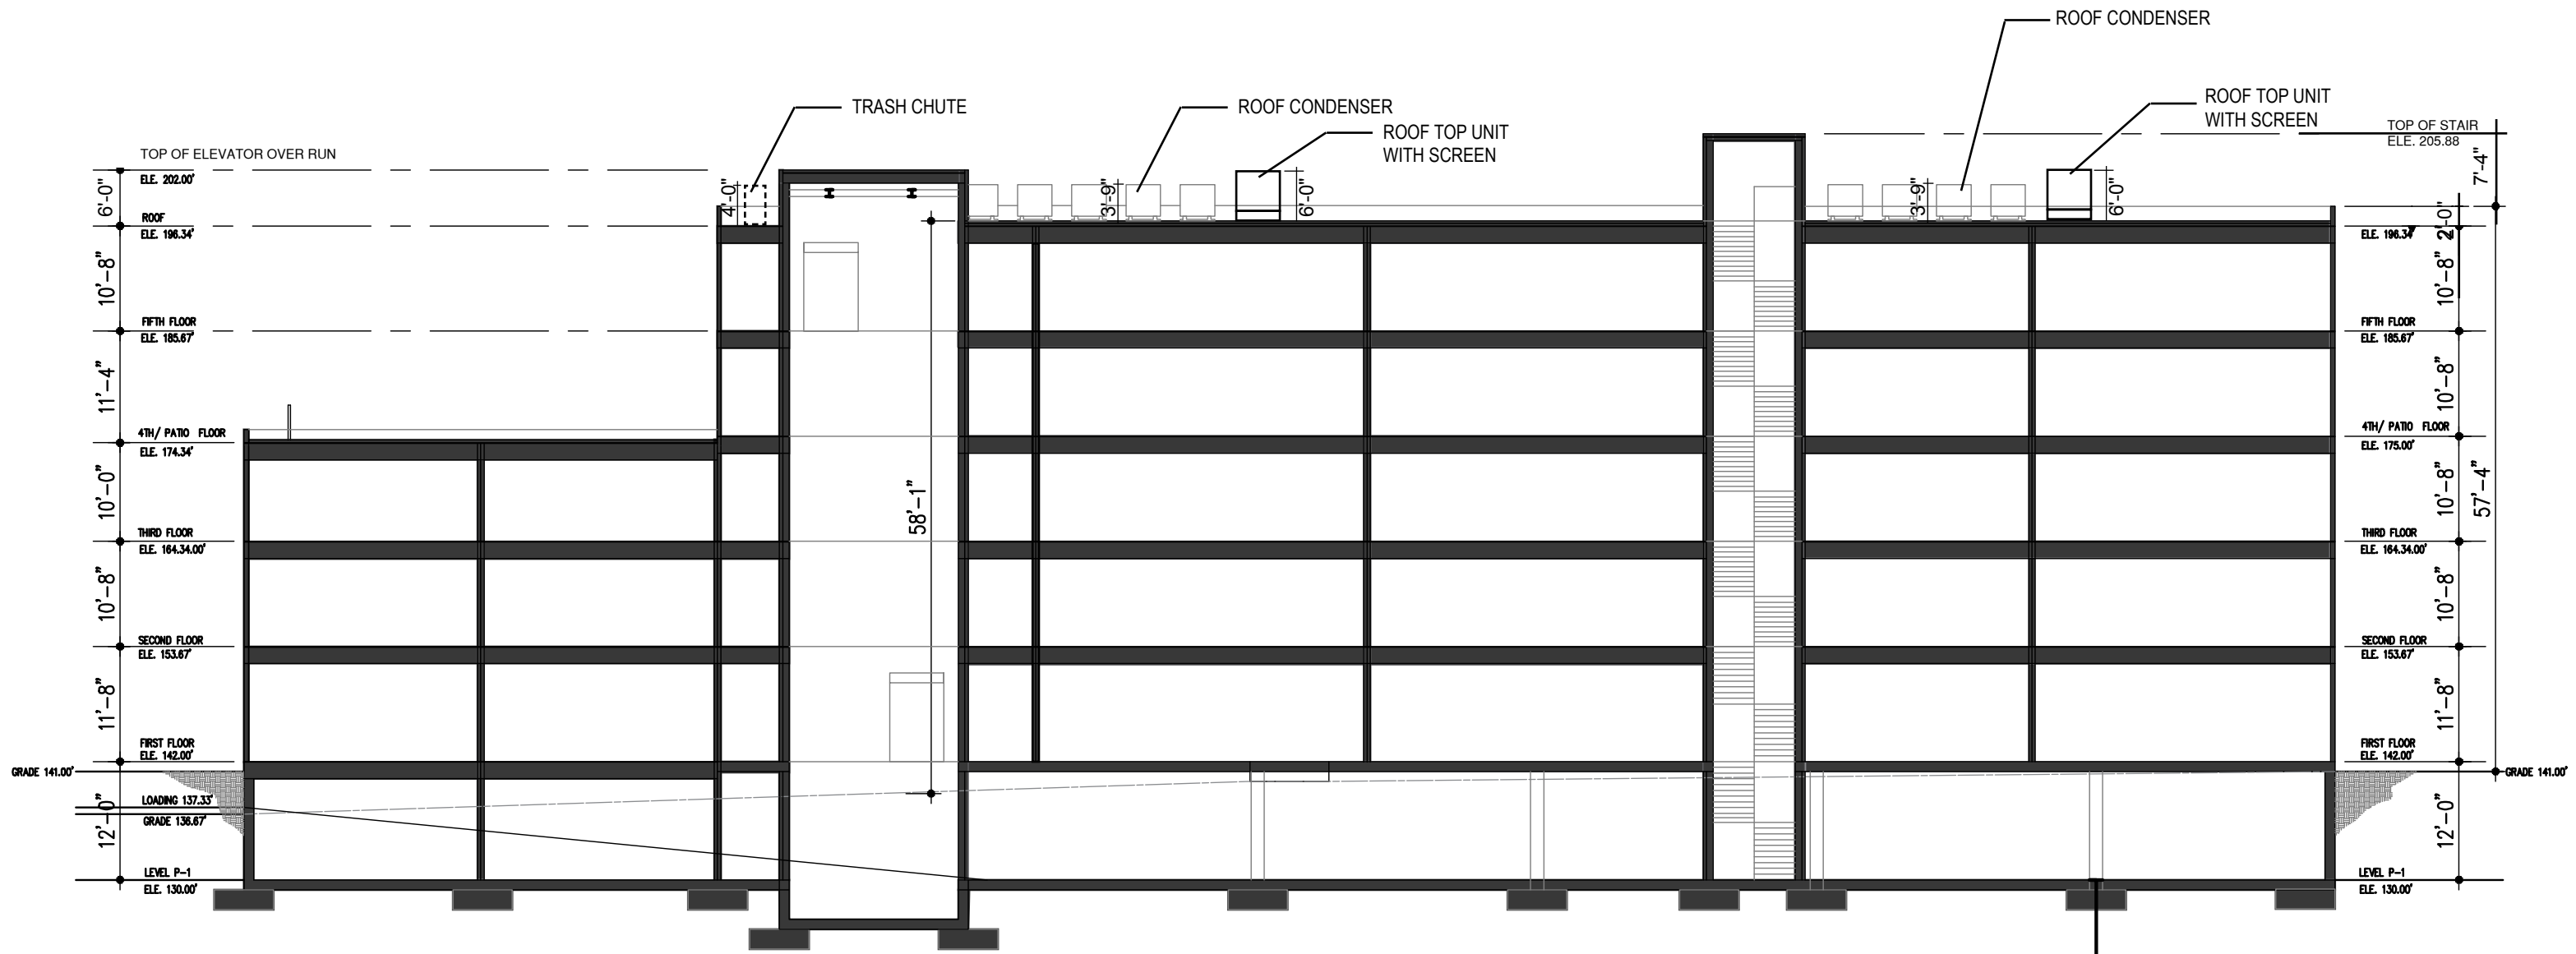 ROOF CONDENSER
TRASH CHUTE
ROOF CONDENSER
ROOF TOP UNIT
WITH SCREEN
ROOF TOP UNIT
WITH SCREEN
TOP OF STAIR
ELE. 205.88
TOP OF ELEVATOR OVER RUN
ELE. 202.00'
6'-0"
ROOF
ELE. 196.34'
10'-8"
FIFTH FLOOR
ELE. 185.67'
11'-4"
4TH/ PATIO FLOOR
ELE. 174.34'
10'-0"
THIRD FLOOR
ELE. 164.34.00'
10'-8"
SECOND FLOOR
ELE. 153.67'
11'-8"
FIRST FLOOR
ELE. 142.00'
GRADE 141.00'
LOADING 137.33'
GRADE 136.67'
12'-0"
LEVEL P-1
ELE. 130.00'
4'-0"
3'-9"
6'-0"
58'-1"
3'-9"
6'-0"
7'-4"
2'-0"
ELE. 196.34'
10'-8"
FIFTH FLOOR
ELE. 185.67'
10'-8"
4TH/ PATIO FLOOR
ELE. 175.00'
10'-8"
57'-4"
THIRD FLOOR
ELE. 164.34.00'
10'-8"
SECOND FLOOR
ELE. 153.67'
11'-8"
FIRST FLOOR
ELE. 142.00'
GRADE 141.00'
12'-0"
LEVEL P-1
ELE. 130.00'